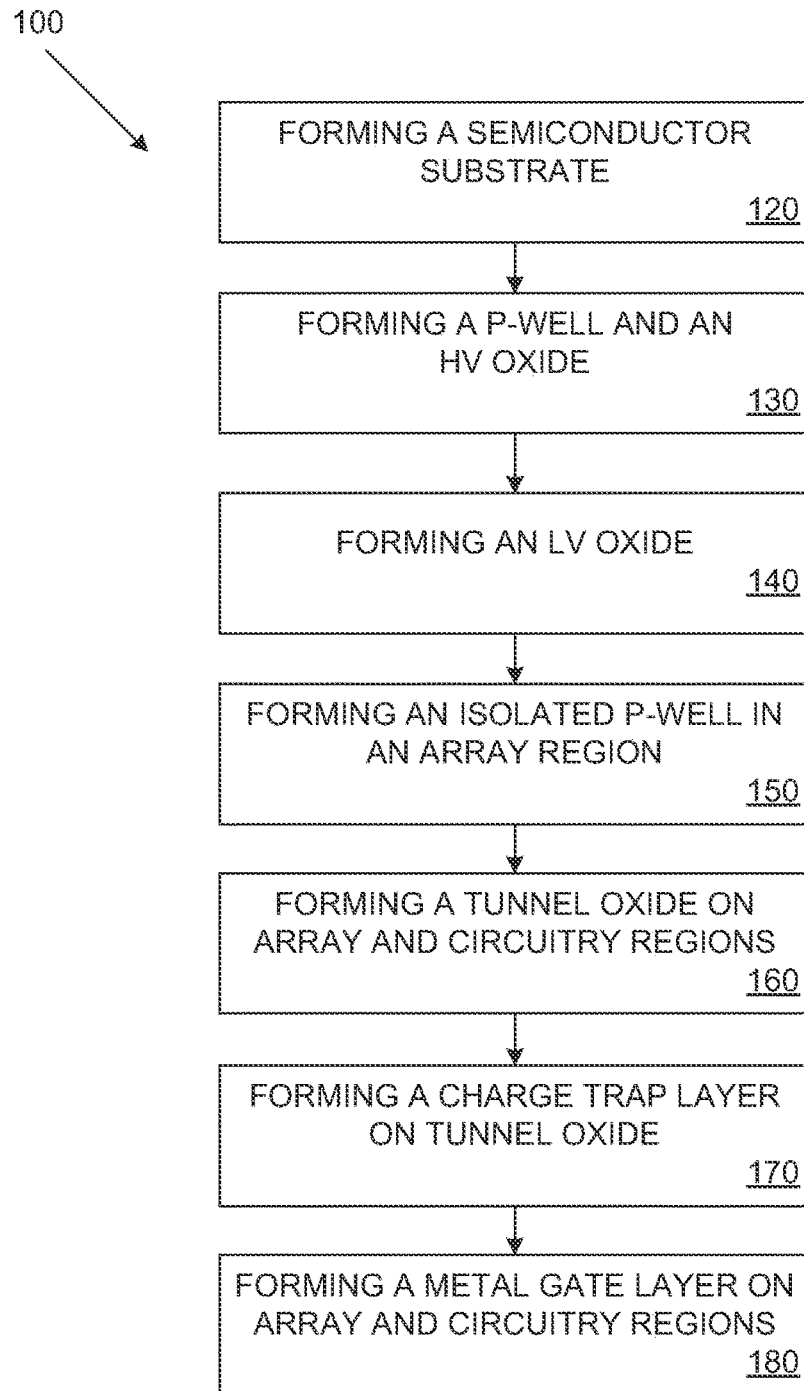 100
FORMING A SEMICONDUCTOR
SUBSTRATE
120
FORMING A P-WELL AND AN
HV OXIDE
130
FORMING AN LV OXIDE
140
FORMING AN ISOLATED P-WELL IN
AN ARRAY REGION
150
FORMING A TUNNEL OXIDE ON
ARRAY AND CIRCUITRY REGIONS
160
FORMING A CHARGE TRAP LAYER
ON TUNNEL OXIDE
170
FORMING A METAL GATE LAYER ON
ARRAY AND CIRCUITRY REGIONS
180